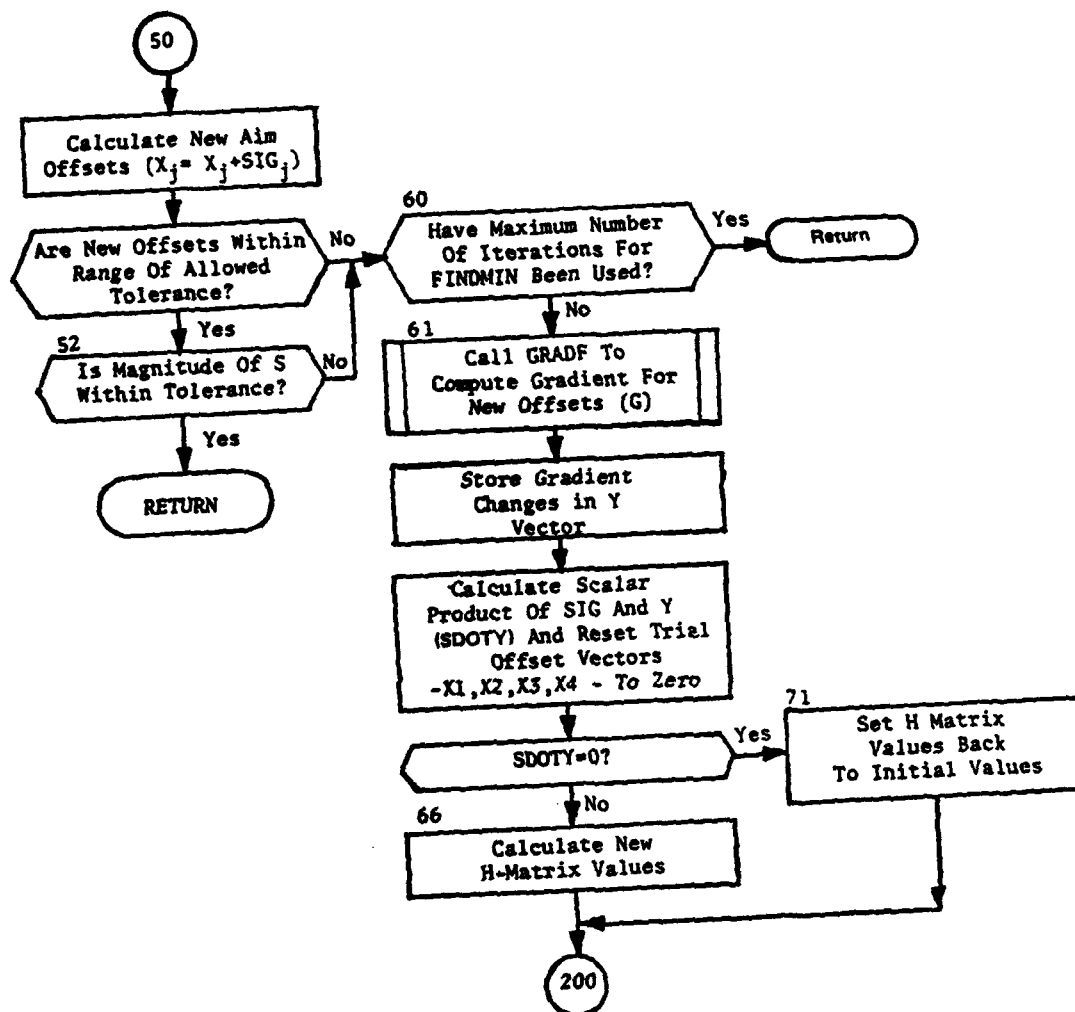 50
Calculate New Aim
Offsets (X_j= X_j+SIG_j)
Are New Offsets Within
Range Of Allowed
Tolerance?
No
Yes
52
Is Magnitude Of S
Within Tolerance?
No
Yes
RETURN
60
Have Maximum Number
Of Iterations For
FINDMIN Been Used?
Yes
Return
No
61
Call GRADF To
Compute Gradient For
New Offsets (G)
Store Gradient
Changes in Y
Vector
Calculate Scalar
Product Of SIG And Y
(SDOTY) And Reset Trial
Offset Vectors
-X1,X2,X3,X4 - To Zero
SDOTY=0?
Yes
No
71
Set H Matrix
Values Back
To Initial Values
66
Calculate New
H-Matrix Values
200